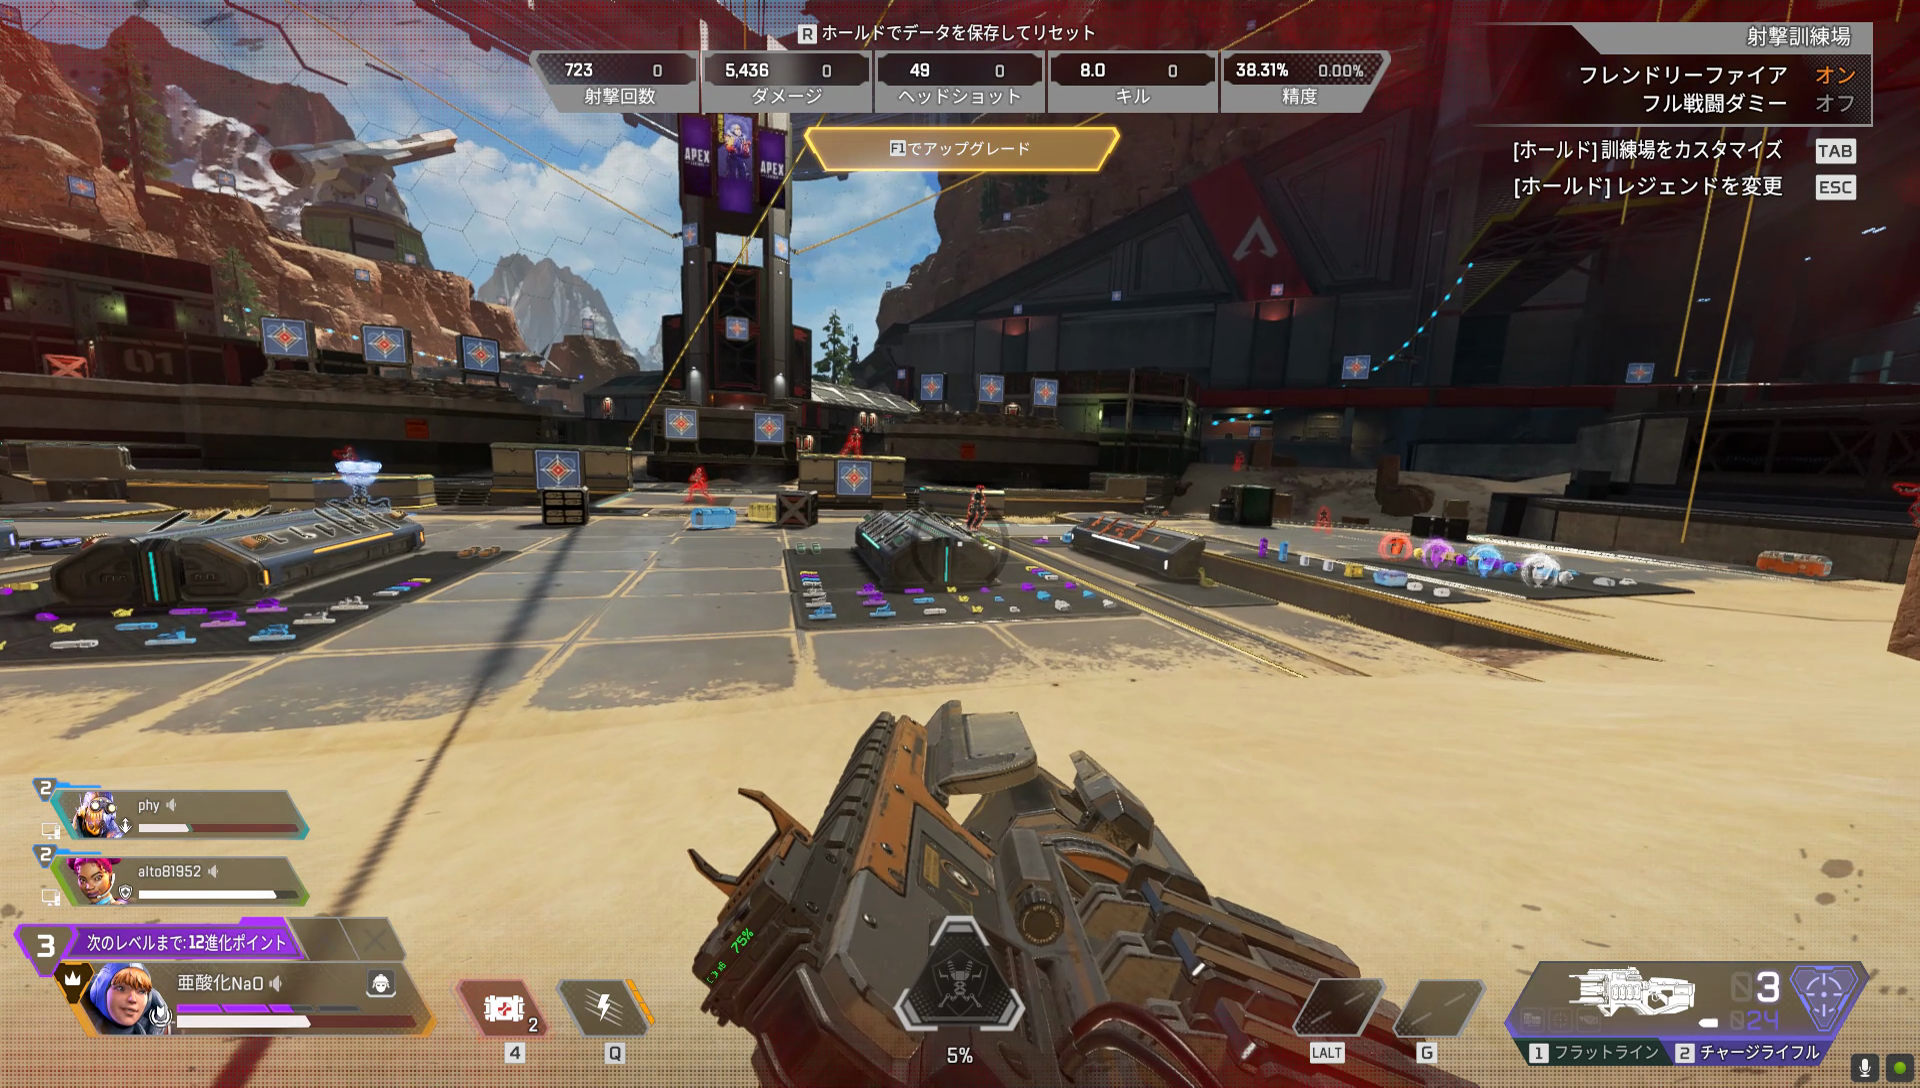 R ホールドでデータを保存してリセット
723 0
射撃回数
5,436 0
ダメージ
49 0
ヘッドショット
8.0 0
キル
38.31% 0.00%
精度
F1でアップグレード
射撃訓練場
フレンドリーファイア オン
フル戦闘ダミー オフ
[ホールド]訓練場をカスタマイズ TAB
[ホールド]レジェンドを変更 ESC
APEX
APEX
01
2
phy
2
alto81952
3
次のレベルまで:12進化ポイント
亜酸化NaO
2
4
Q
75%
5%
LALT
G
03
024
1 フラットライン
2 チャージライフル